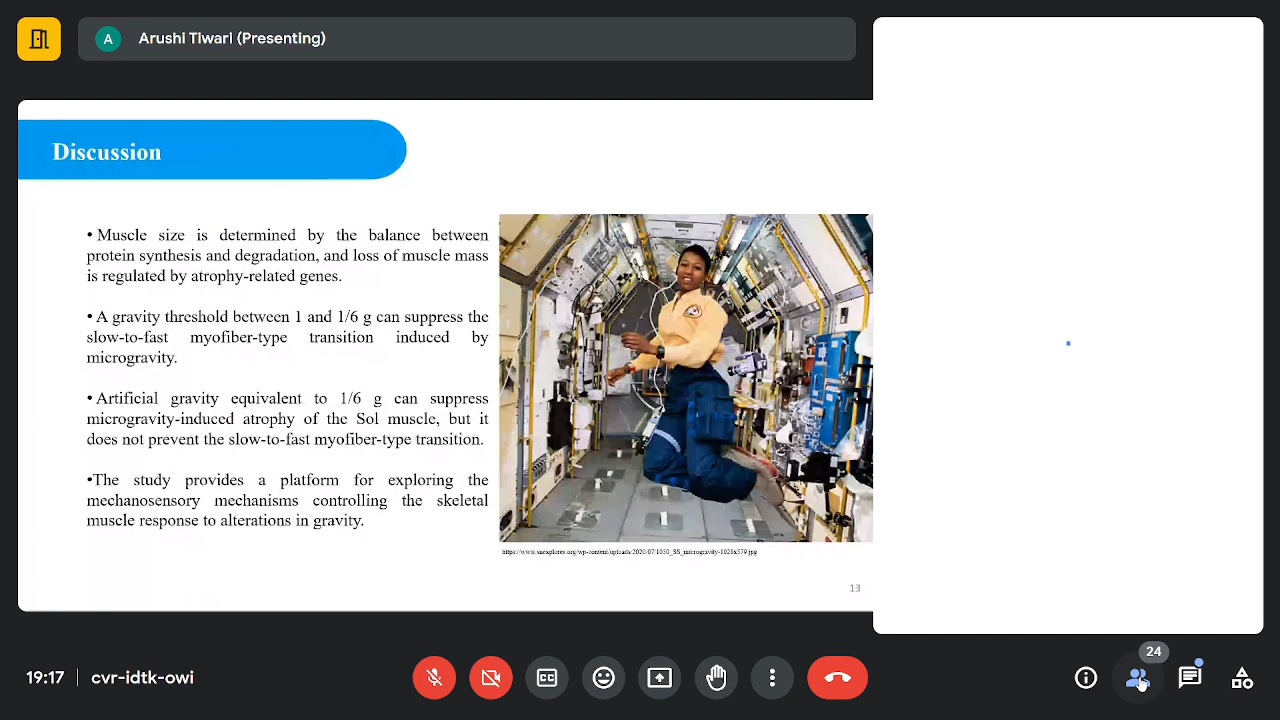 A
Arushi Tiwari (Presenting)
Discussion
• Muscle size is determined by the balance between
protein synthesis and degradation, and loss of muscle mass
is regulated by atrophy-related genes.
• A gravity threshold between 1 and 1/6 g can suppress the
slow-to-fast myofiber-type transition induced by
microgravity.
• Artificial gravity equivalent to 1/6 g can suppress
microgravity-induced atrophy of the Sol muscle, but it
does not prevent the slow-to-fast myofiber-type transition.
•The study provides a platform for exploring the
mechanosensory mechanisms controlling the skeletal
muscle response to alterations in gravity.
13
24
19:17
cvr-idtk-owi
CC